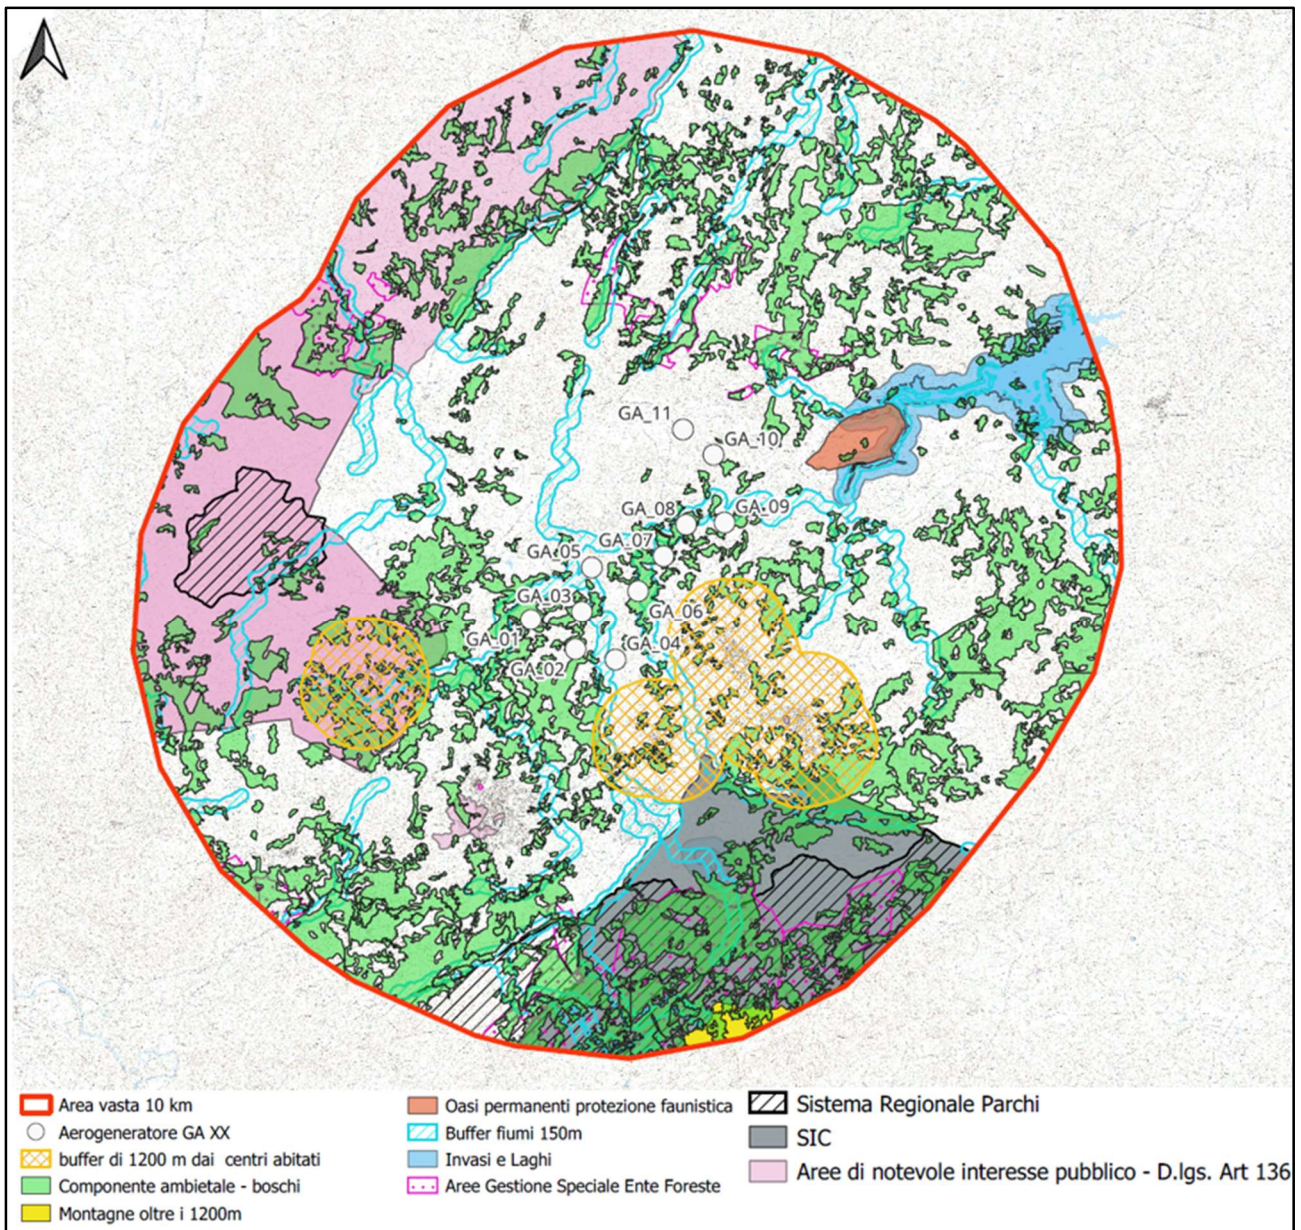 GA_11
GA_10
GA_08
GA_09
GA_07
GA_05
GA_03
GA_06
GA_01
GA_04
GA_02
Area vasta 10 km
Aerogeneratore GA XX
buffer di 1200 m dai centri abitati
Componente ambietale - boschi
Montagne oltre i 1200m
Oasi permanenti protezione faunistica
Buffer fiumi 150m
Invasi e Laghi
Aree Gestione Speciale Ente Foreste
Sistema Regionale Parchi
SIC
Aree di notevole interesse pubblico - D.lgs. Art 136